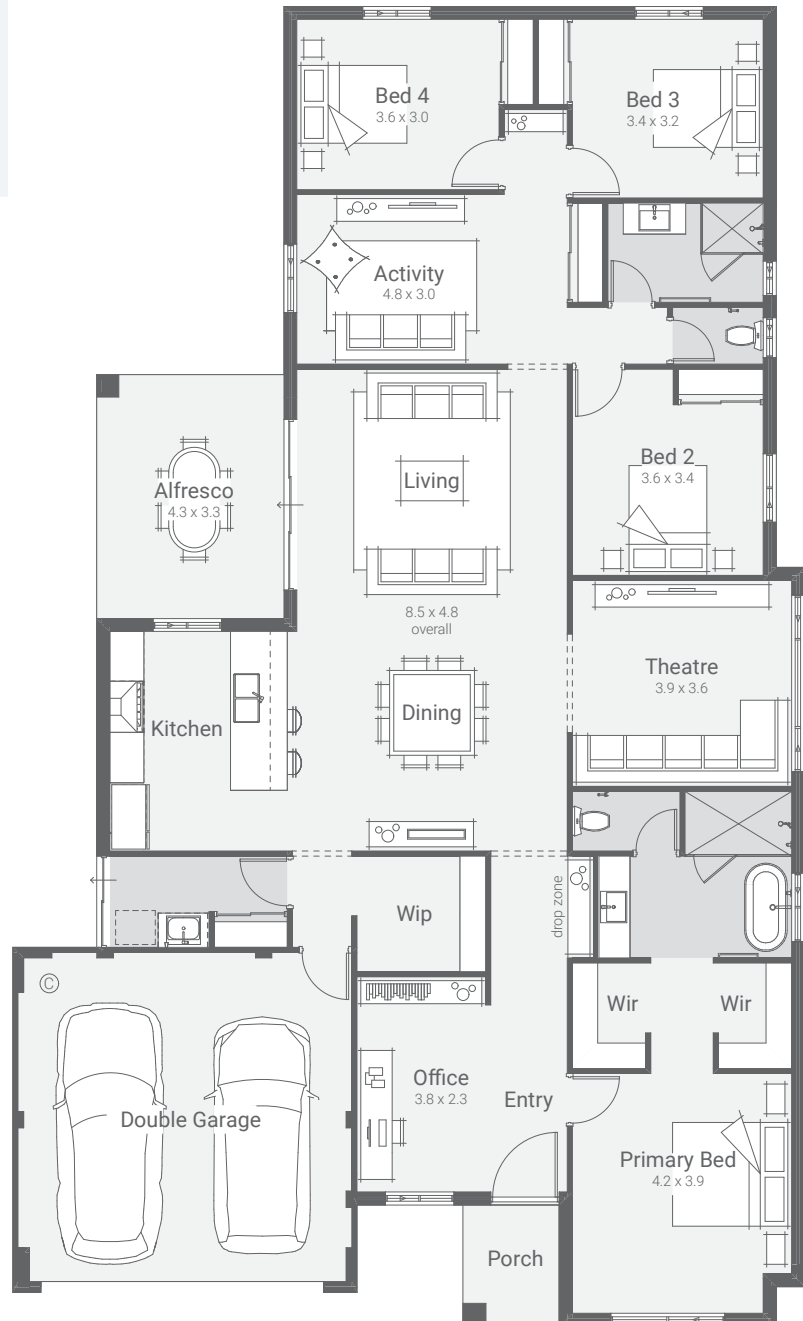 Bed 4
3.6 x 3.0
Bed 3
3.4 x 3.2
Activity
4.8 x 3.0
Alfresco
4.3 x 3.3
Living
Bed 2
3.6 x 3.4
8.5 x 4.8
overall
Theatre
3.9 x 3.6
Kitchen
Dining
Wip
drop zone
C
Wir
Wir
Office
3.8 x 2.3
Entry
Double Garage
Primary Bed
4.2 x 3.9
Porch